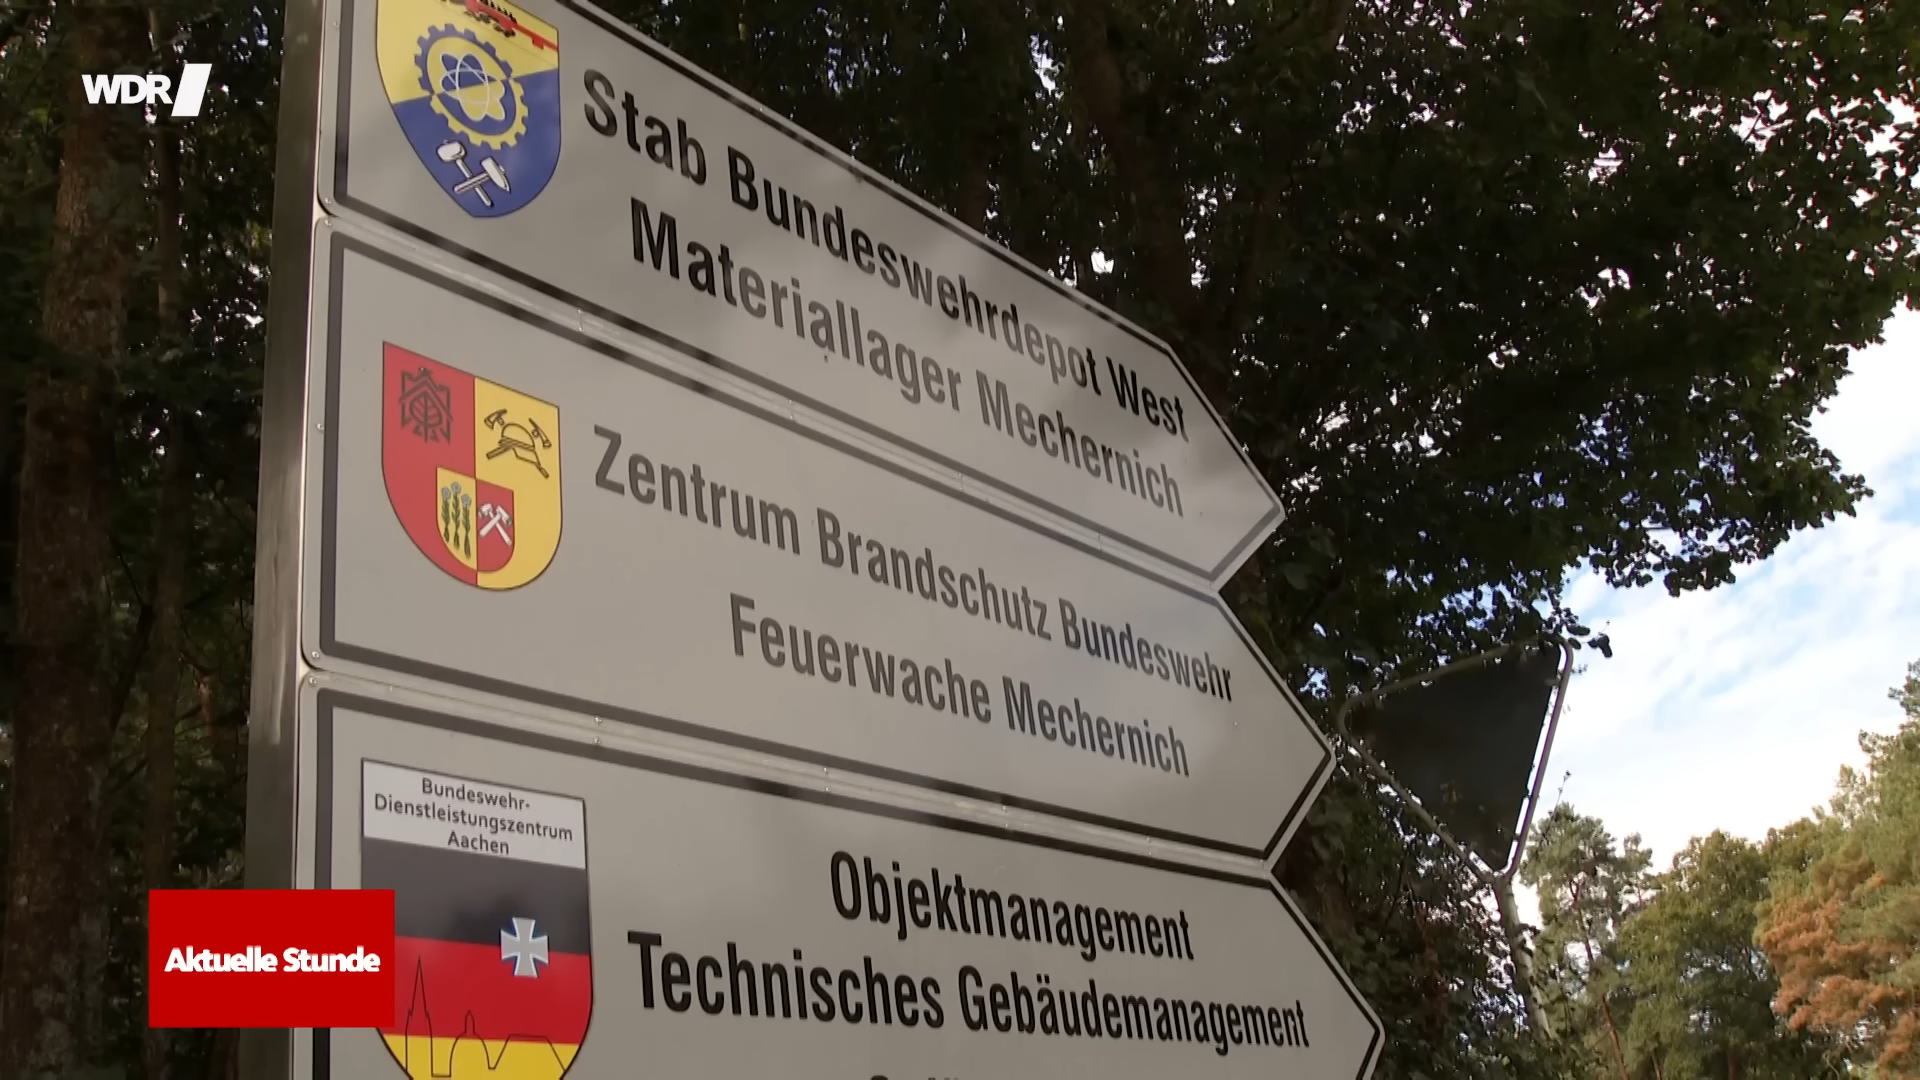 WDR
Stab Bundeswehrdepot West
Materiallager Mechernich
Zentrum Brandschutz Bundeswehr
Feuerwache Mechernich
Bundeswehr-
Dienstleistungszentrum
Aachen
Objektmanagement
Technisches Gebäudemanagement
Aktuelle Stunde